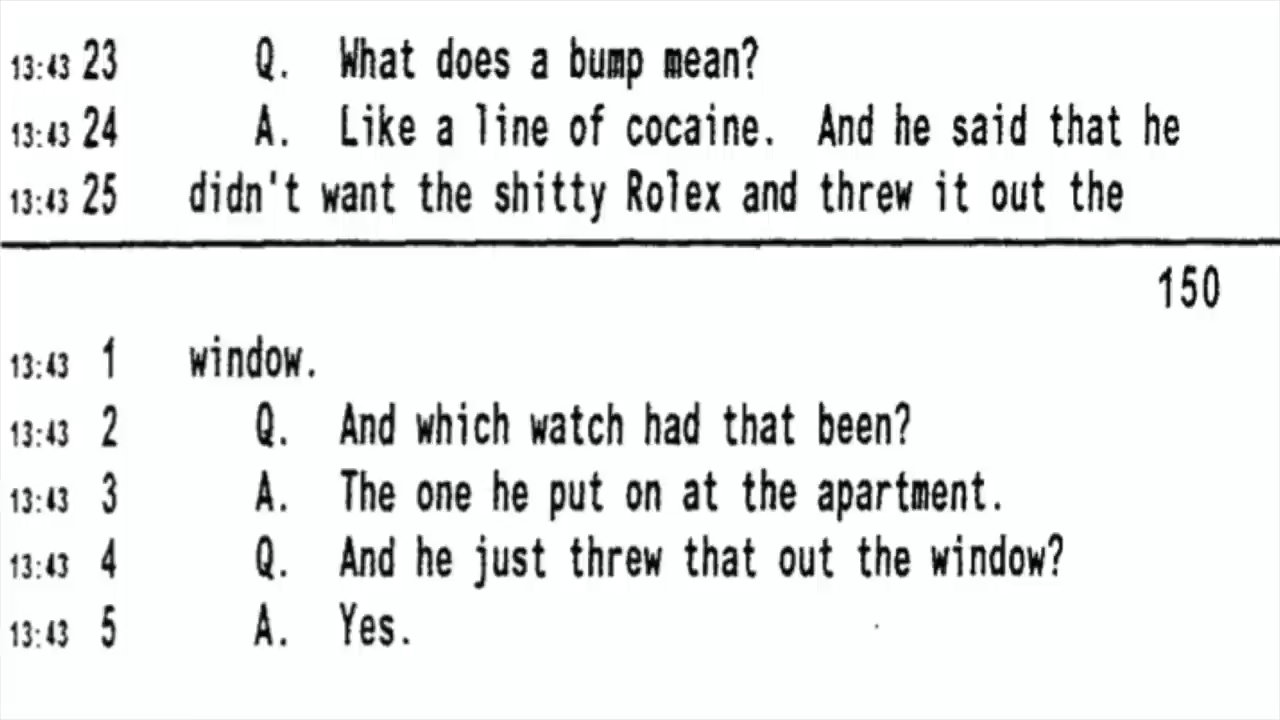 13:43 23 Q. What does a bump mean?
13:43 24 A. Like a line of cocaine. And he said that he
13:43 25 didn't want the shitty Rolex and threw it out the
150
13:43 1 window.
13:43 2 Q. And which watch had that been?
13:43 3 A. The one he put on at the apartment.
13:43 4 Q. And he just threw that out the window?
13:43 5 A. Yes.